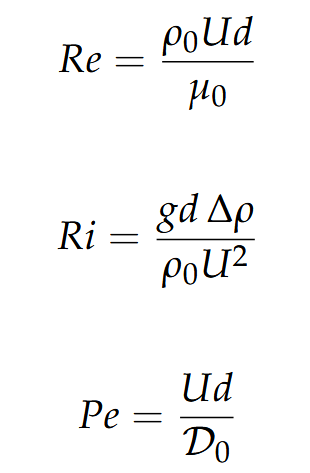 Re = ρ₀Ud / μ₀
Ri = gd Δρ / ρ₀U²
Pe = Ud / 𝒟₀